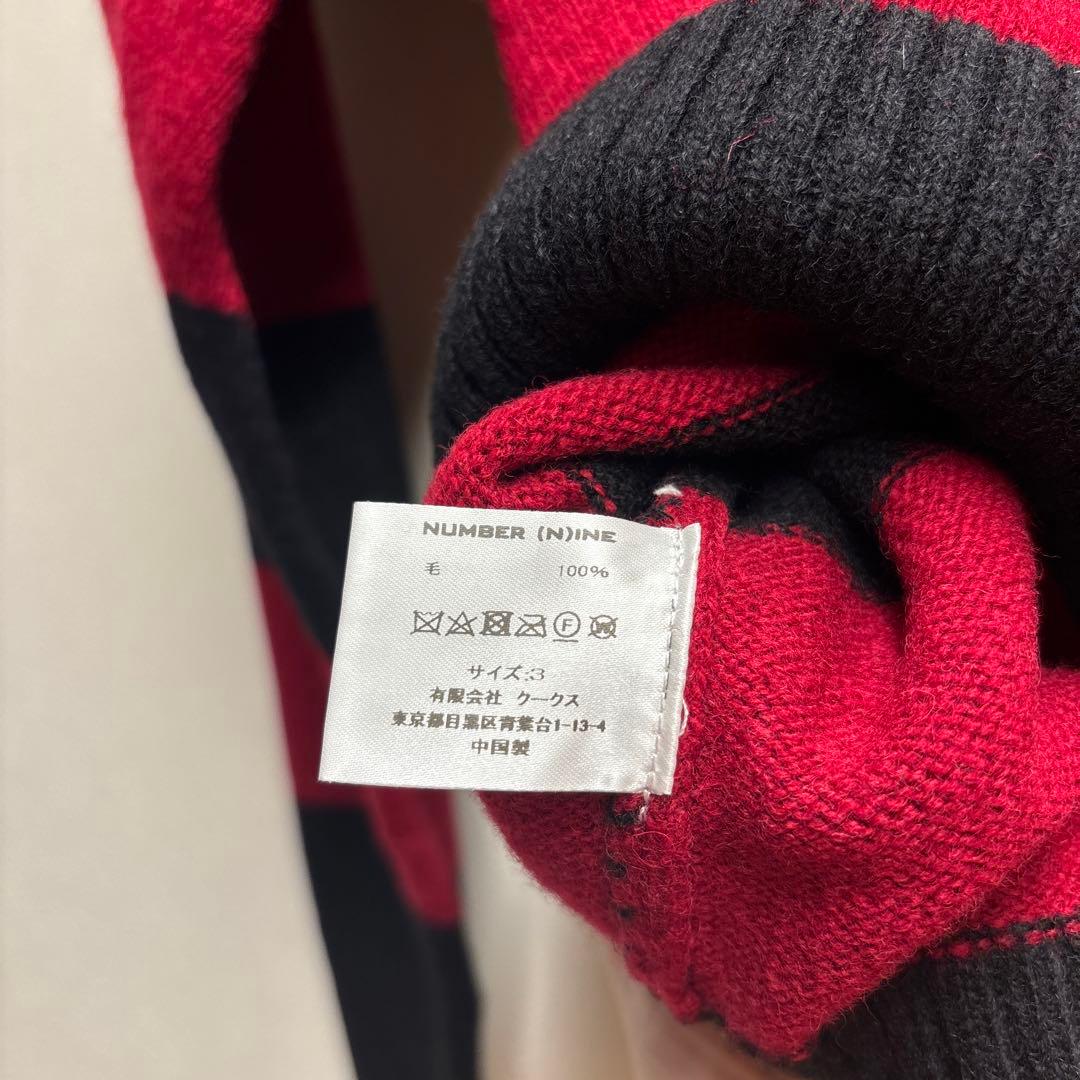 NUMBER (N)INE
毛 100%
F W
サイズ:3
有限会社 クークス
東京都目黒区青葉台1-13-4
中国製